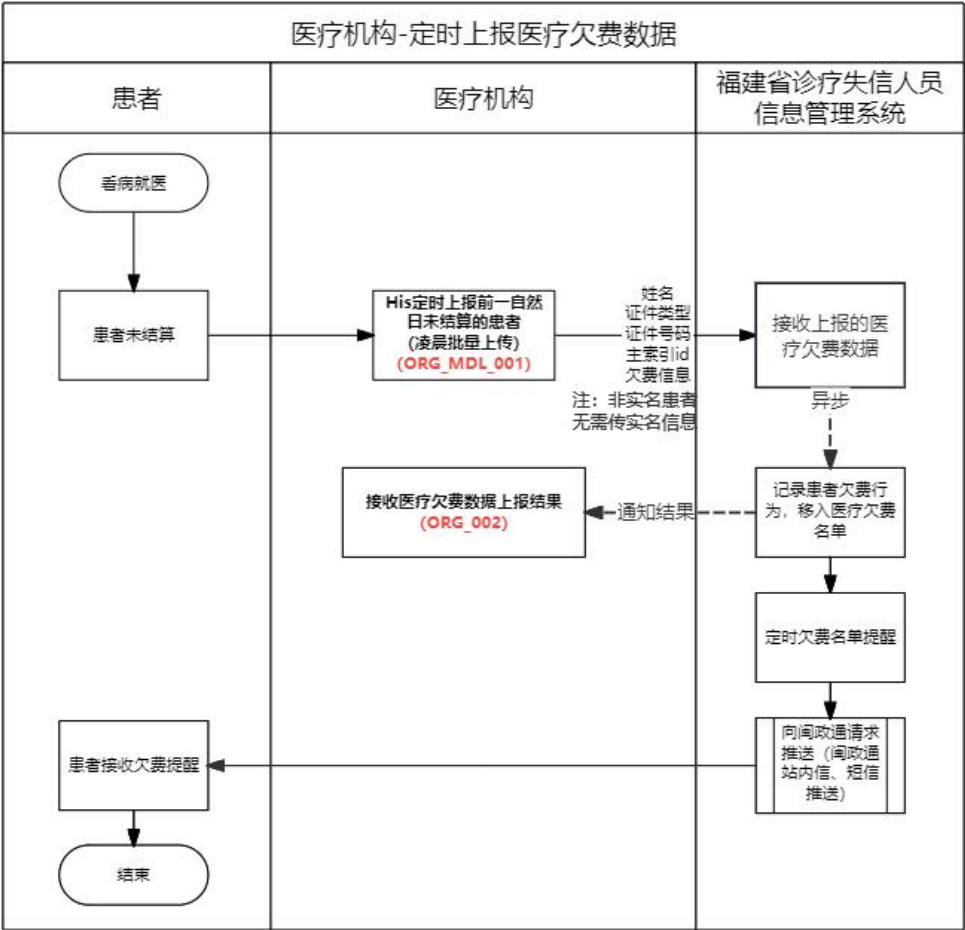 医疗机构-定时上报医疗欠费数据
患者
医疗机构
福建省诊疗失信人员
信息管理系统
看病就医
患者未结算
His定时上报前一自然
日未结算的患者
(凌晨批量上传)
(ORG_MDL_001)
姓名
证件类型
证件号码
主索引id
欠费信息
注：非实名患者
无需传实名信息
接收上报的医
疗欠费数据
异步
接收医疗欠费数据上报结果
(ORG_002)
通知结果
记录患者欠费行
为，移入医疗欠费
名单
定时欠费名单提醒
向闽政通请求
推送（闽政通
站内信、短信
推送）
患者接收欠费提醒
结束